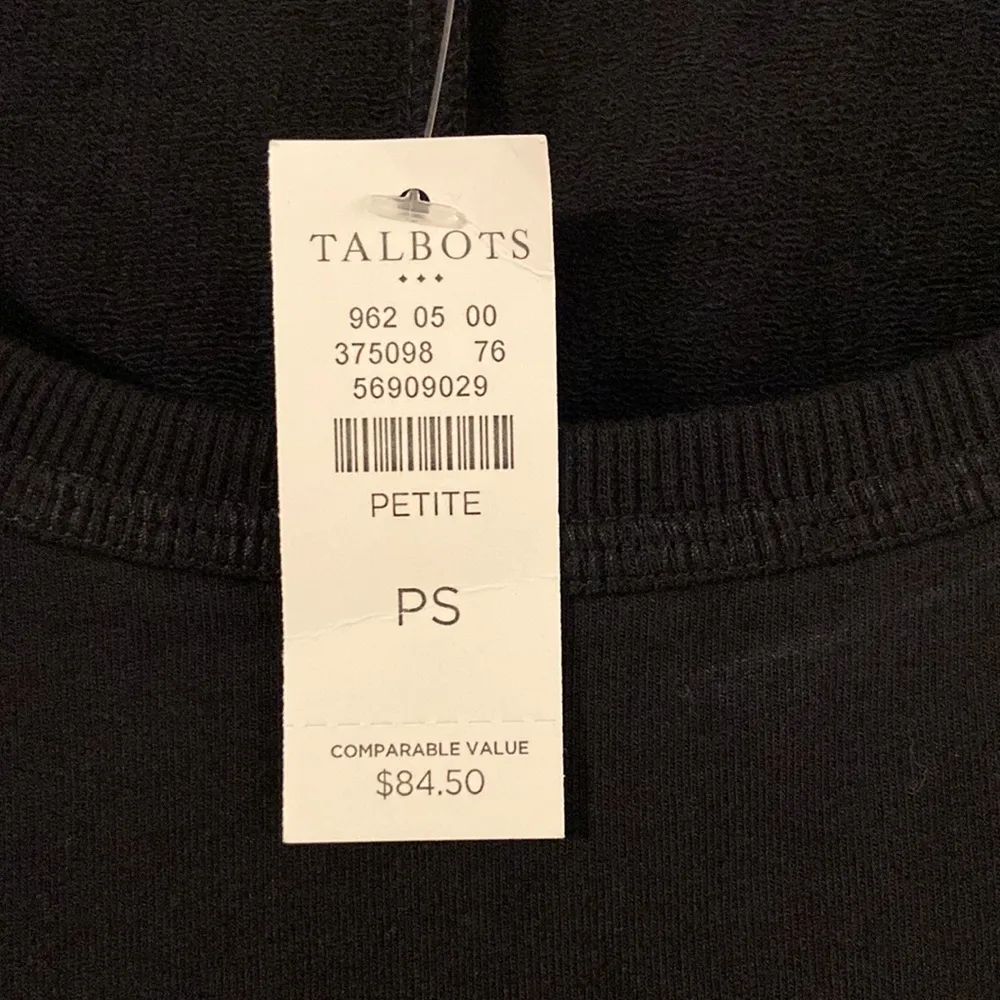 TALBOTS
962 05 00
375098 76
56909029
PETITE
PS
COMPARABLE VALUE
$84.50